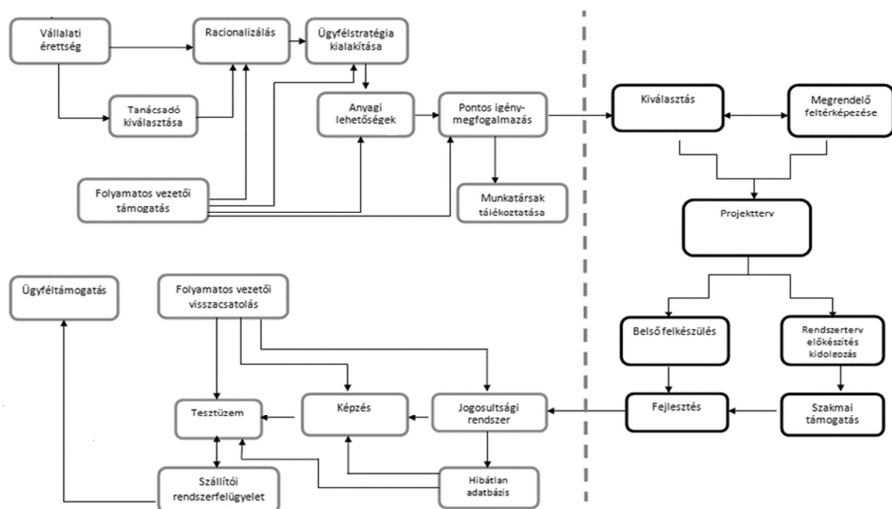 Vállalati
érettség
Racionalizálás
Ügyfélstratégia
kialakítása
Tanácsadó
kiválasztása
Anyagi
lehetőségek
Pontos igény-
megfogalmazás
Kiválasztás
Megrendelő
feltérképezése
Folyamatos vezetői
támogatás
Munkatársak
tájékoztatása
Projektterv
Ügyféltámogatás
Folyamatos vezetői
visszacsatolás
Belső felkészülés
Rendszerterv
előkészítés
kidolgozás
Tesztüzem
Képzés
Jogosultsági
rendszer
Fejlesztés
Szakmai
támogatás
Szállítói
rendszerfelügyelet
Hibátlan
adatbázis